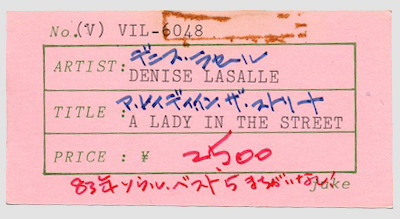 No.(V) VIL-6048
デニス・ラセール
ARTIST: DENISE LASALLE
ア・レイディ・イン・ザ・ストリート
TITLE : A LADY IN THE STREET
PRICE : ¥ 2500
83年ソウル・ベスト5まちがいなし!
juke